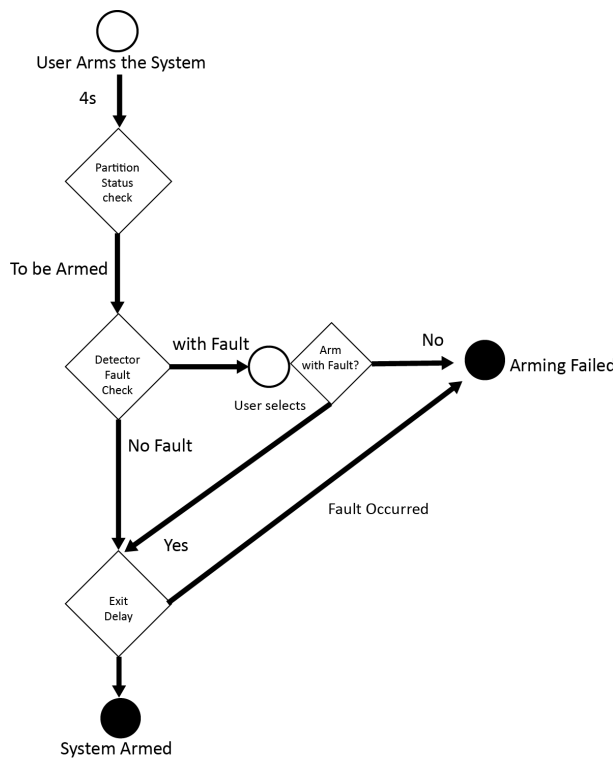 User Arms the System
4s
Partition
Status
check
To be Armed
Detector
Fault
Check
with Fault
User selects
Arm
with Fault?
No
Arming Failed
No Fault
Fault Occurred
Yes
Exit
Delay
System Armed